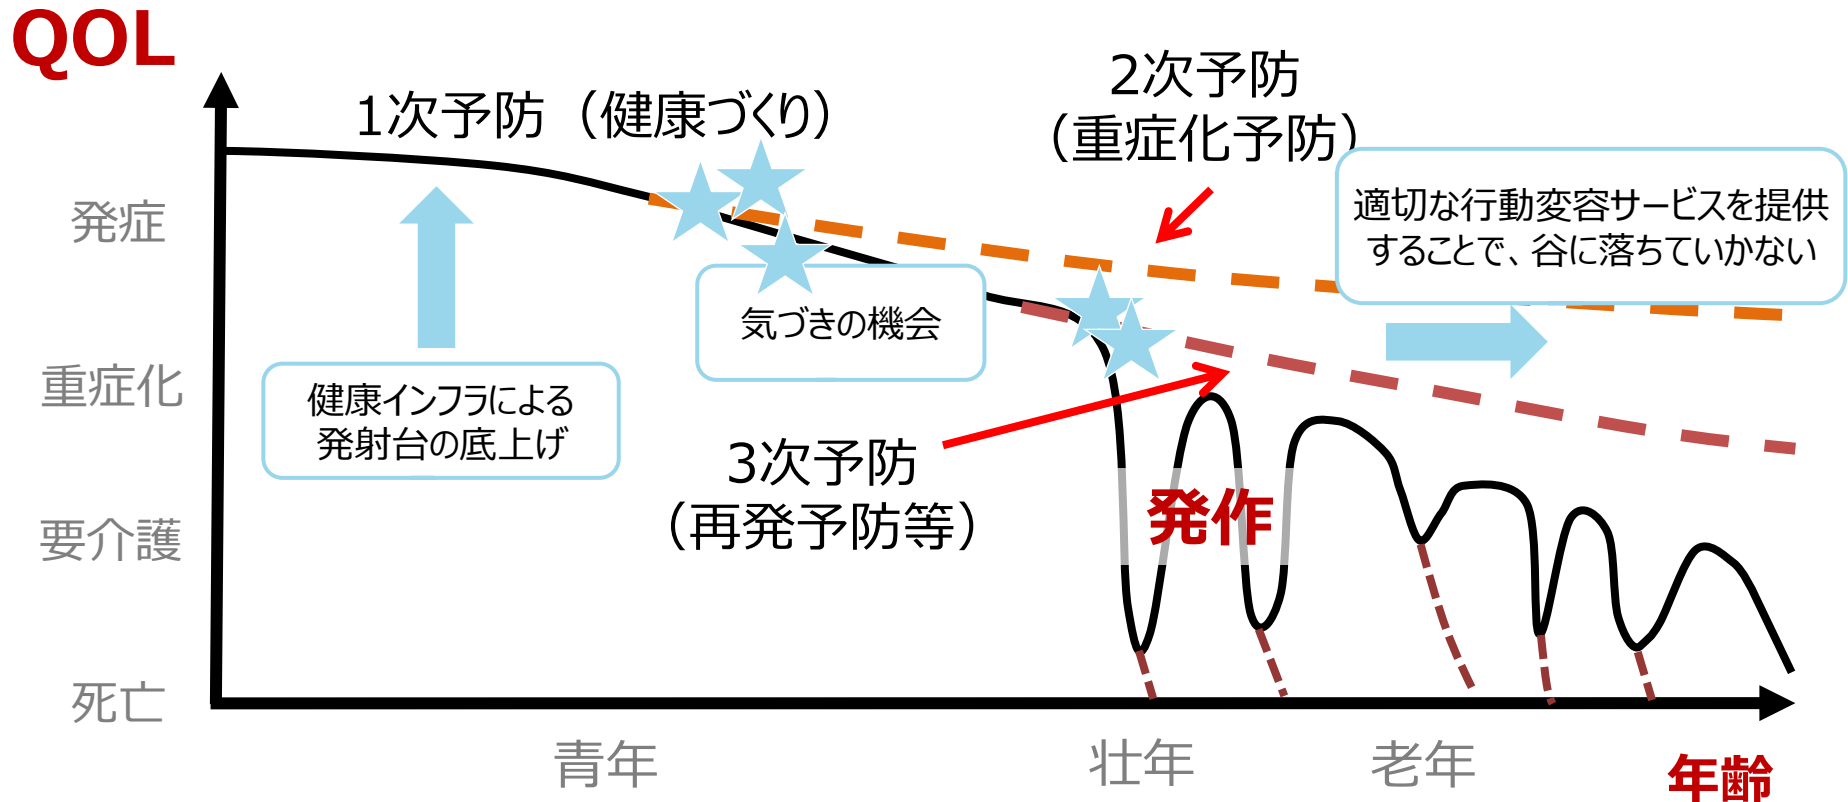 QOL
1次予防（健康づくり）
2次予防
（重症化予防）
適切な行動変容サービスを提供
することで、谷に落ちていかない
発症
気づきの機会
重症化
健康インフラによる
発射台の底上げ
3次予防
（再発予防等）
発作
要介護
死亡
青年
壮年
老年
年齢